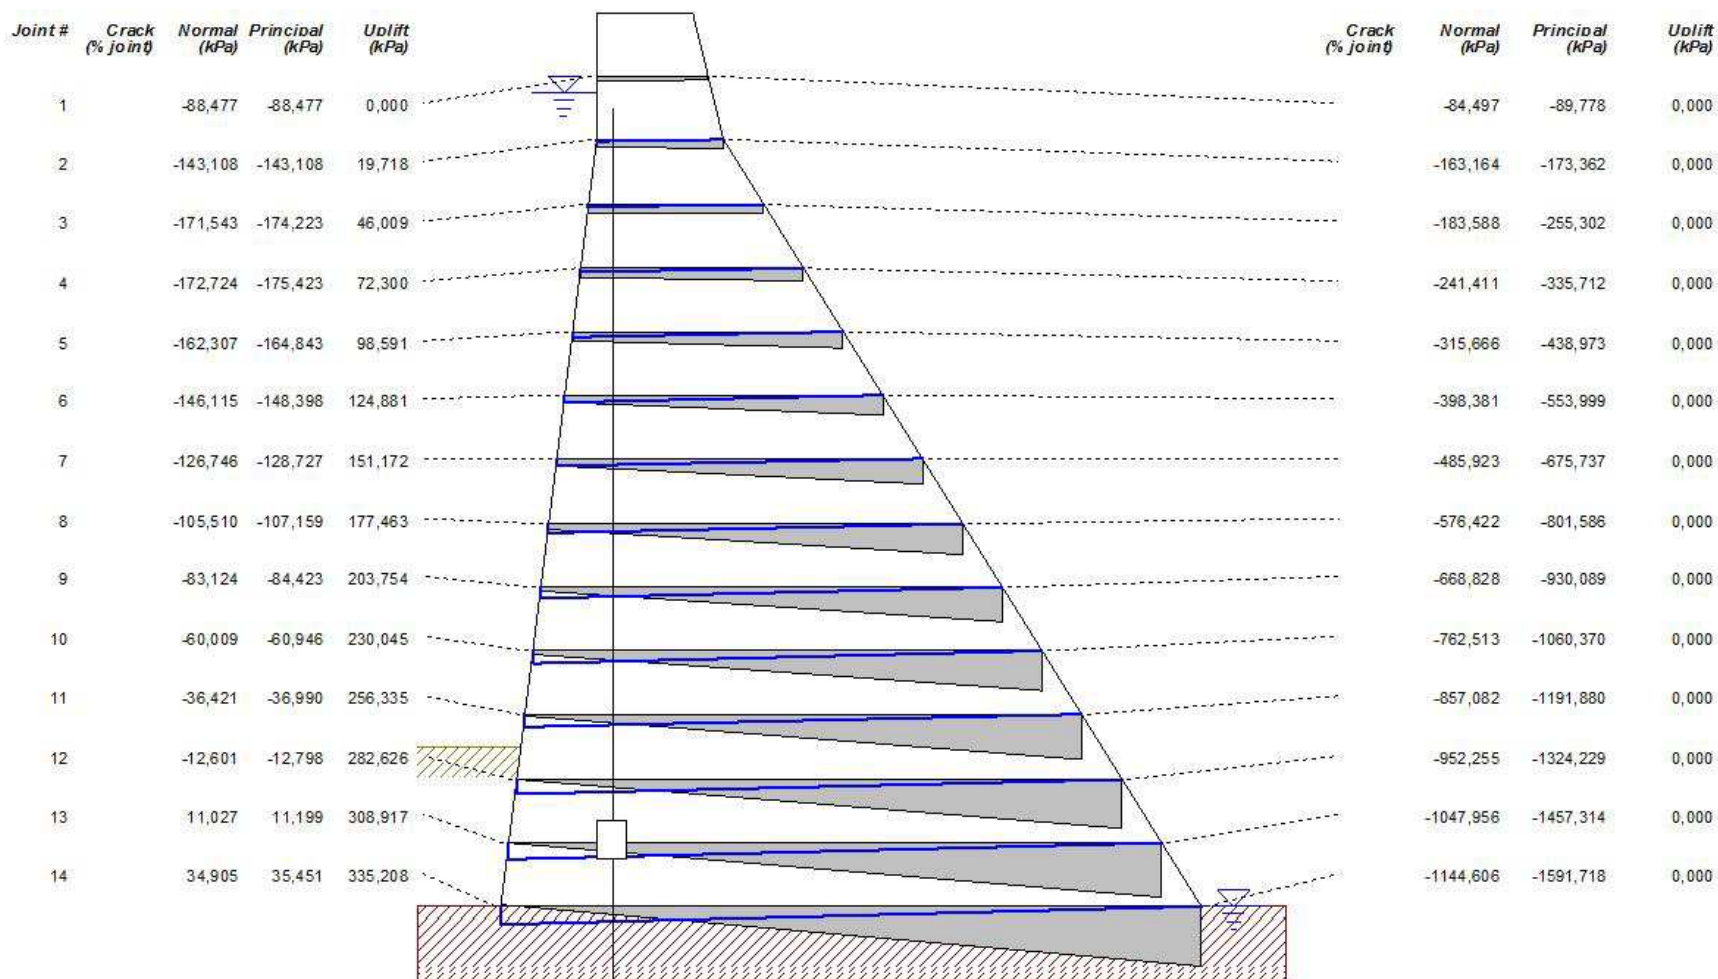 Joint # Crack Normal Principal Uplift Crack Normal Principal Uplift
(% joint) (kPa) (kPa) (kPa) (% joint) (kPa) (kPa) (kPa)
1 -88,477 -88,477 0,000 -84,497 -89,778 0,000
2 -143,108 -143,108 19,718 -163,164 -173,362 0,000
3 -171,543 -174,223 46,009 -183,588 -255,302 0,000
4 -172,724 -175,423 72,300 -241,411 -335,712 0,000
5 -162,307 -164,843 98,591 -315,666 -438,973 0,000
6 -146,115 -148,398 124,881 -398,381 -553,999 0,000
7 -126,746 -128,727 151,172 -485,923 -675,737 0,000
8 -105,510 -107,159 177,463 -576,422 -801,586 0,000
9 -83,124 -84,423 203,754 -668,828 -930,089 0,000
10 -60,009 -60,946 230,045 -762,513 -1060,370 0,000
11 -36,421 -36,990 256,335 -857,082 -1191,880 0,000
12 -12,601 -12,798 282,626 -952,255 -1324,229 0,000
13 11,027 11,199 308,917 -1047,956 -1457,314 0,000
14 34,905 35,451 335,208 -1144,606 -1591,718 0,000